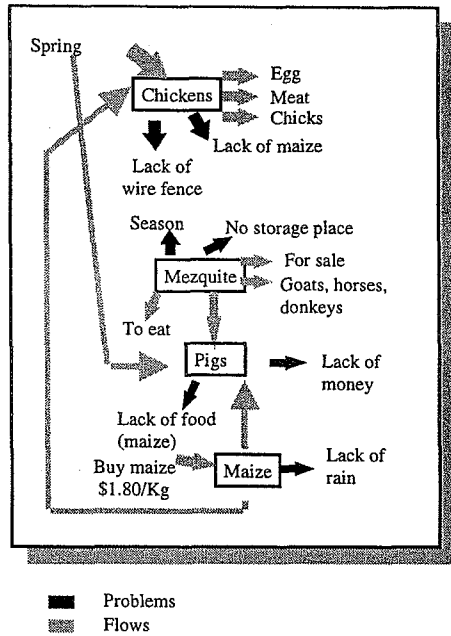 Spring
Egg
Chickens
Meat
Chicks
Lack of maize
Lack of
wire fence
Season
No storage place
For sale
Mezquite
Goats, horses,
donkeys
To eat
Pigs
Lack of
money
Lack of food
(maize)
Buy maize
$1.80/Kg
Maize
Lack of
rain
Problems
Flows